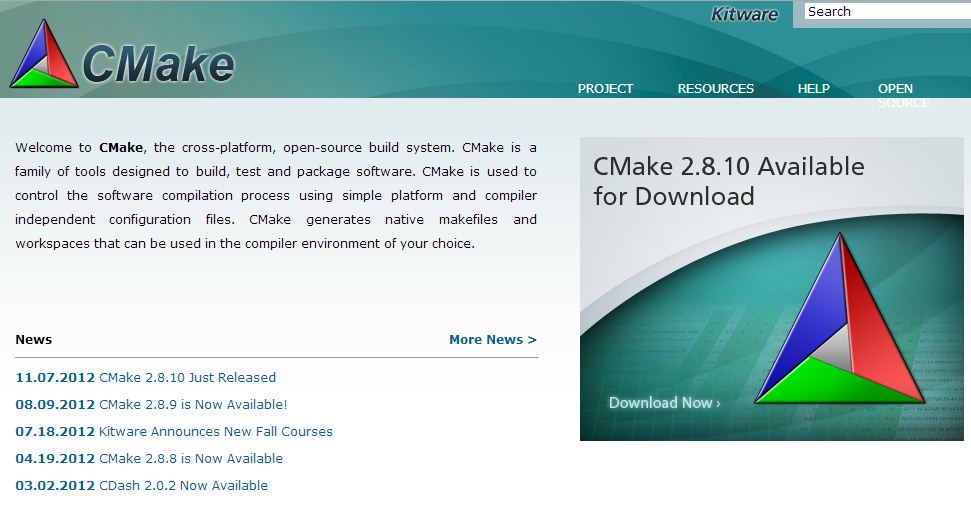 Kitware
Search
CMake
PROJECT RESOURCES HELP OPEN
SOURCE
Welcome to CMake, the cross-platform, open-source build system. CMake is a
family of tools designed to build, test and package software. CMake is used to
control the software compilation process using simple platform and compiler
independent configuration files. CMake generates native makefiles and
workspaces that can be used in the compiler environment of your choice.
CMake 2.8.10 Available
for Download
Download Now ›
News More News >
11.07.2012 CMake 2.8.10 Just Released
08.09.2012 CMake 2.8.9 is Now Available!
07.18.2012 Kitware Announces New Fall Courses
04.19.2012 CMake 2.8.8 is Now Available
03.02.2012 CDash 2.0.2 Now Available